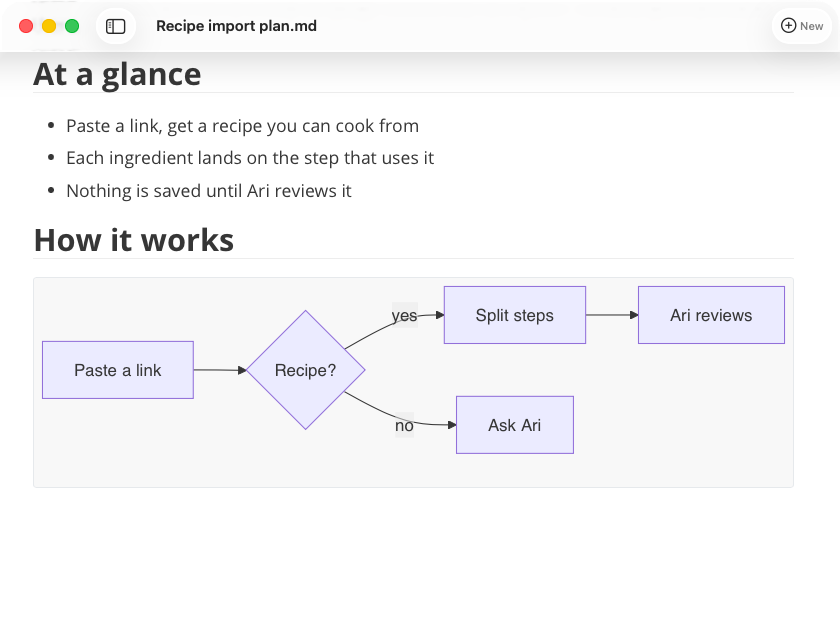 Recipe import plan.md
New
At a glance
Paste a link, get a recipe you can cook from
Each ingredient lands on the step that uses it
Nothing is saved until Ari reviews it
How it works
Paste a link
Recipe?
yes
Split steps
Ari reviews
no
Ask Ari